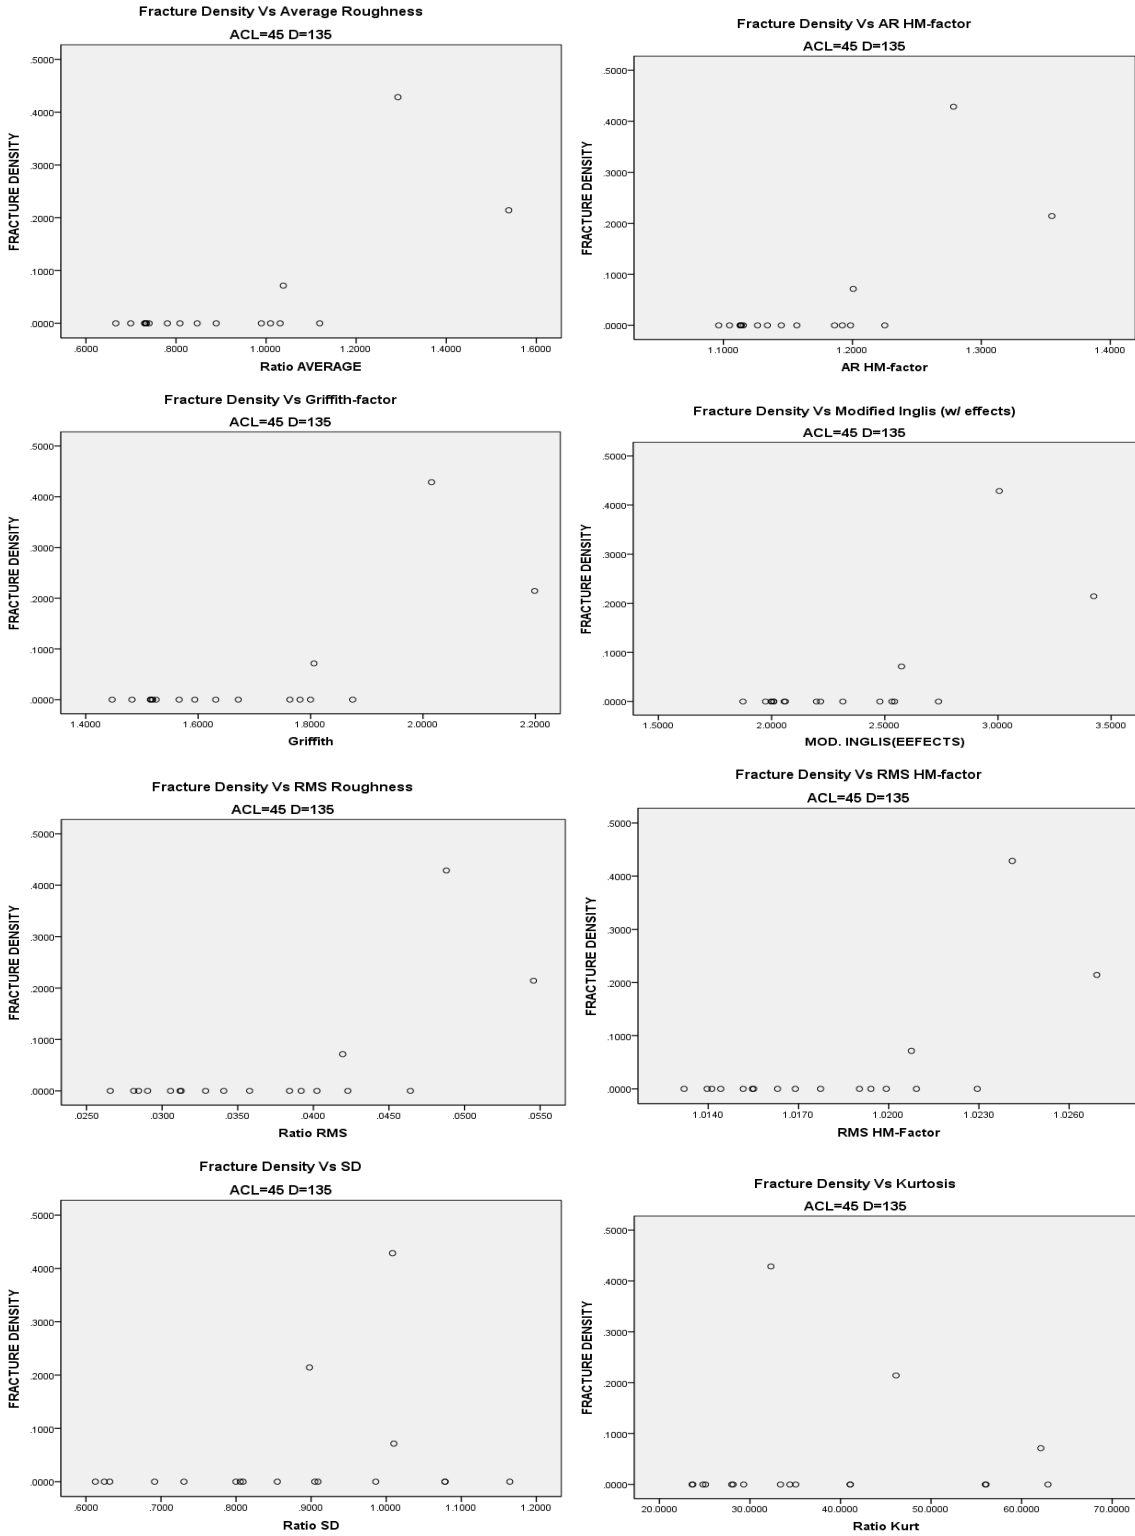 Fracture Density Vs Average Roughness
ACL=45 D=135
.5000
.4000
.3000
.2000
.1000
.0000
FRACTURE DENSITY
.6000 .8000 1.0000 1.2000 1.4000 1.6000
Ratio AVERAGE
Fracture Density Vs AR HM-factor
ACL=45 D=135
.5000
.4000
.3000
.2000
.1000
.0000
FRACTURE DENSITY
1.1000 1.2000 1.3000 1.4000
AR HM-factor
Fracture Density Vs Griffith-factor
ACL=45 D=135
.5000
.4000
.3000
.2000
.1000
.0000
FRACTURE DENSITY
1.4000 1.6000 1.8000 2.0000 2.2000
Griffith
Fracture Density Vs Modified Inglis (w/ effects)
ACL=45 D=135
.5000
.4000
.3000
.2000
.1000
.0000
FRACTURE DENSITY
1.5000 2.0000 2.5000 3.0000 3.5000
MOD. INGLIS(EEFECTS)
Fracture Density Vs RMS Roughness
ACL=45 D=135
.5000
.4000
.3000
.2000
.1000
.0000
FRACTURE DENSITY
.0250 .0300 .0350 .0400 .0450 .0500 .0550
Ratio RMS
Fracture Density Vs RMS HM-factor
ACL=45 D=135
.5000
.4000
.3000
.2000
.1000
.0000
FRACTURE DENSITY
1.0140 1.0170 1.0200 1.0230 1.0260
RMS HM-Factor
Fracture Density Vs SD
ACL=45 D=135
.5000
.4000
.3000
.2000
.1000
.0000
FRACTURE DENSITY
.6000 .7000 .8000 .9000 1.0000 1.1000 1.2000
Ratio SD
Fracture Density Vs Kurtosis
ACL=45 D=135
.5000
.4000
.3000
.2000
.1000
.0000
FRACTURE DENSITY
20.0000 30.0000 40.0000 50.0000 60.0000 70.0000
Ratio Kurt